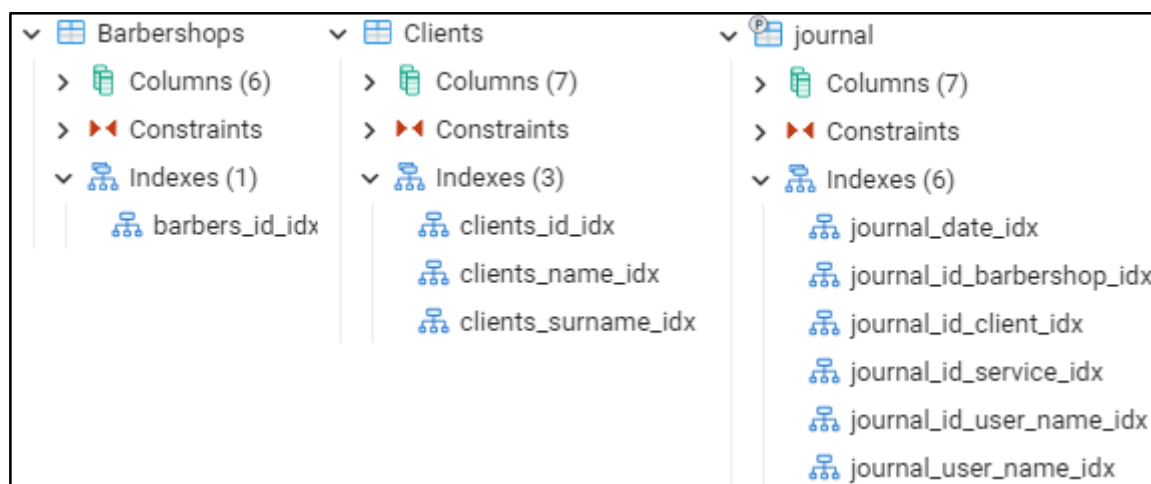 Barbershops
Columns (6)
Constraints
Indexes (1)
barbers_id_idx
Clients
Columns (7)
Constraints
Indexes (3)
clients_id_idx
clients_name_idx
clients_surname_idx
P
journal
Columns (7)
Constraints
Indexes (6)
journal_date_idx
journal_id_barbershop_idx
journal_id_client_idx
journal_id_service_idx
journal_id_user_name_idx
journal_user_name_idx